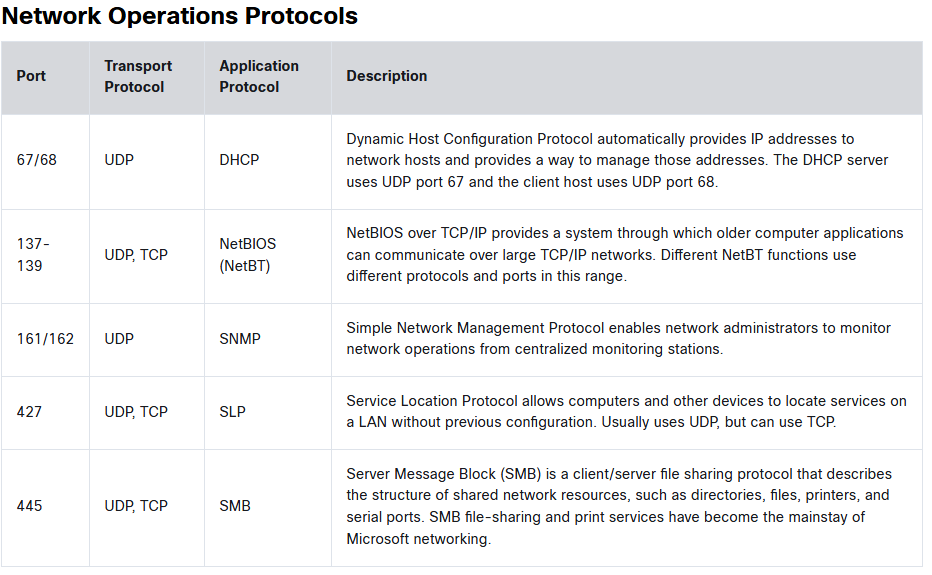 Network Operations Protocols
Port
Transport
Protocol
Application
Protocol
Description
67/68
UDP
DHCP
Dynamic Host Configuration Protocol automatically provides IP addresses to
network hosts and provides a way to manage those addresses. The DHCP server
uses UDP port 67 and the client host uses UDP port 68.
137-
139
UDP, TCP
NetBIOS
(NetBT)
NetBIOS over TCP/IP provides a system through which older computer applications
can communicate over large TCP/IP networks. Different NetBT functions use
different protocols and ports in this range.
161/162
UDP
SNMP
Simple Network Management Protocol enables network administrators to monitor
network operations from centralized monitoring stations.
427
UDP, TCP
SLP
Service Location Protocol allows computers and other devices to locate services on
a LAN without previous configuration. Usually uses UDP, but can use TCP.
445
UDP, TCP
SMB
Server Message Block (SMB) is a client/server file sharing protocol that describes
the structure of shared network resources, such as directories, files, printers, and
serial ports. SMB file-sharing and print services have become the mainstay of
Microsoft networking.